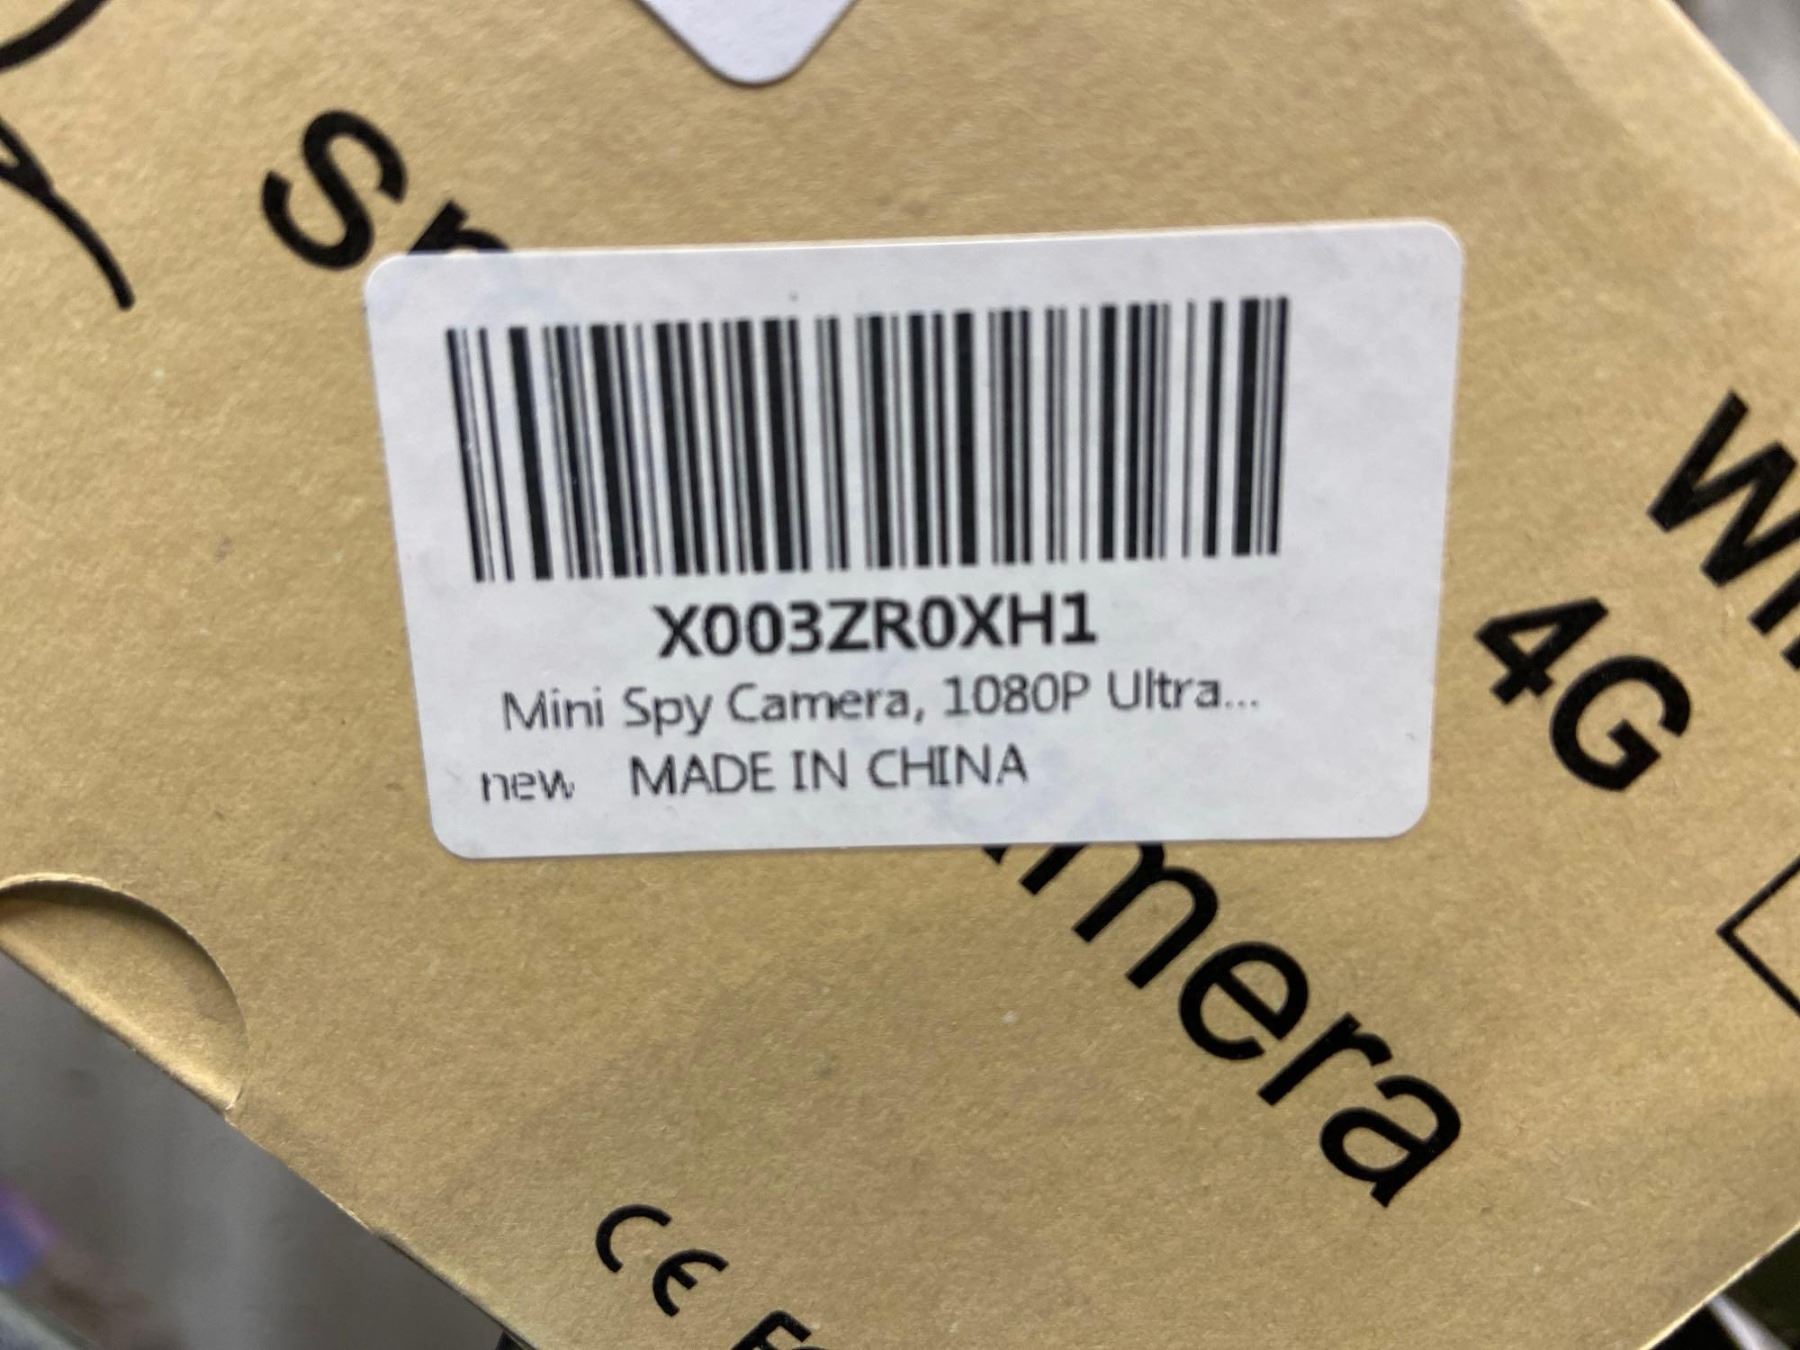 X003ZR0XH1
Mini Spy Camera, 1080P Ultra...
new MADE IN CHINA
4G
CE